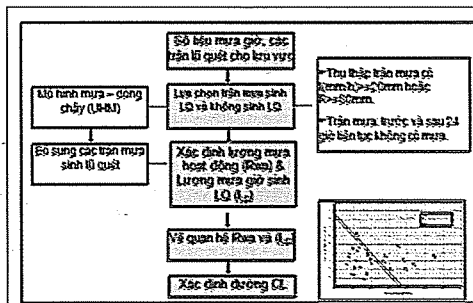 Số liệu mưa giờ, các
trận lũ quét cho lưu vực
Mô hình mưa – dòng
chảy (UHM)
Lựa chọn trận mưa sinh
LQ và không sinh LQ
Bổ sung các trận mưa
sinh lũ quét
Xác định lượng mưa
hoạt động (Rwa) &
Lượng mưa giờ sinh
LQ
Vẽ quan hệ Rwa và
Xác định đường CL
- Thu thập trận mưa có
hoặc
- Trận mưa trước và sau 24
giờ liên tục không có mưa.